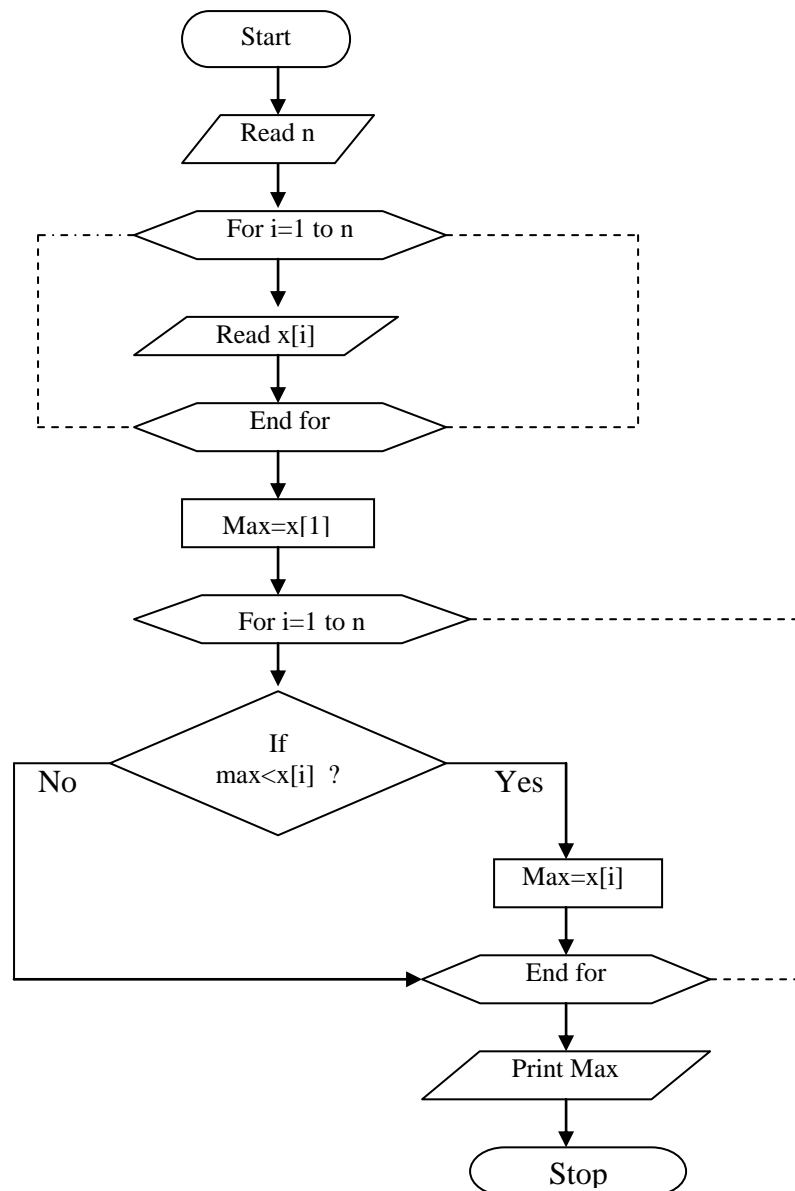 Start
Read n
For i=1 to n
Read x[i]
End for
Max=x[1]
For i=1 to n
If
max<x[i] ?
No
Yes
Max=x[i]
End for
Print Max
Stop